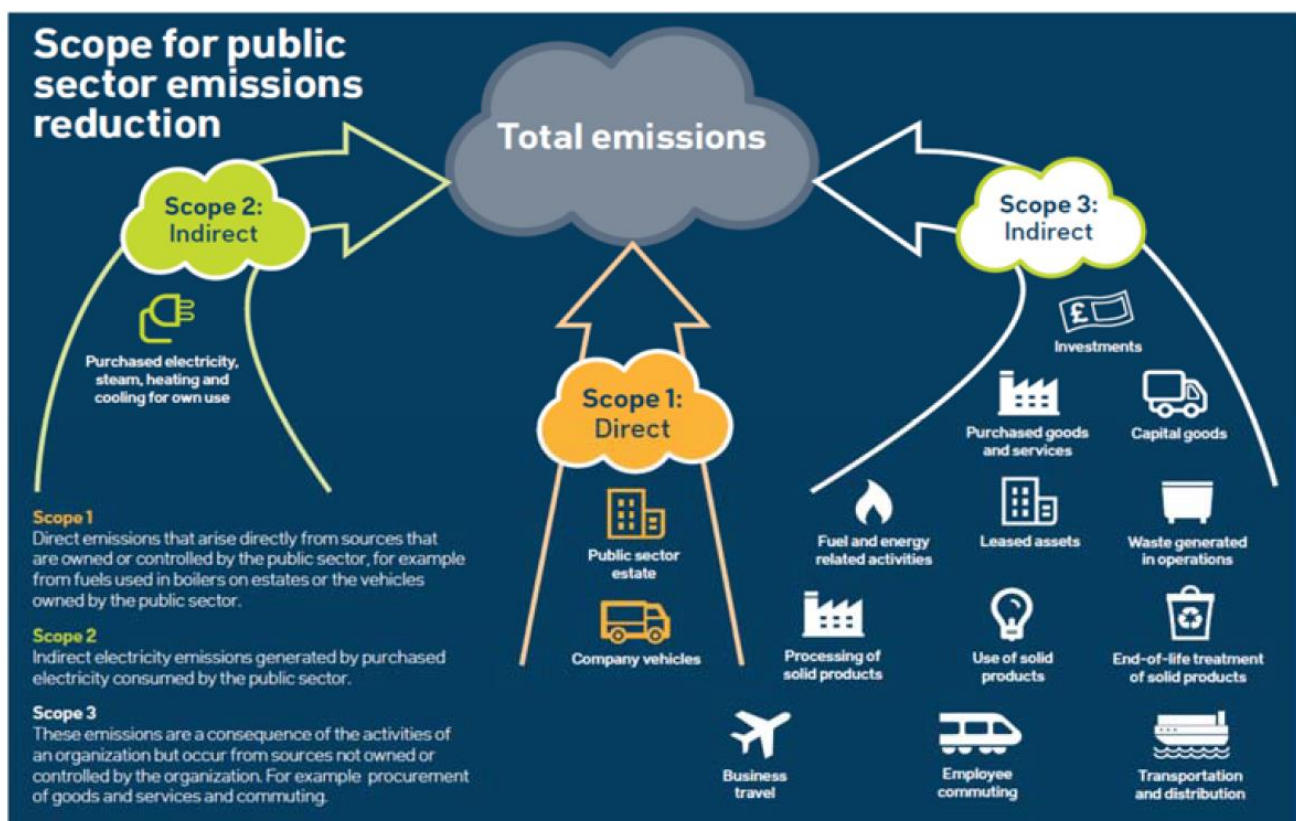 Scope for public
sector emissions
reduction
Total emissions
Scope 2:
Indirect
Scope 3:
Indirect
Purchased electricity,
steam, heating and
cooling for own use
Scope 1:
Direct
Public sector
estate
Company vehicles
£
Investments
Purchased goods
and services
Capital goods
Fuel and energy
related activities
Leased assets
Waste generated
in operations
Processing of
solid products
Use of solid
products
End-of-life treatment
of solid products
Business
travel
Employee
commuting
Transportation
and distribution
Scope 1
Direct emissions that arise directly from sources that
are owned or controlled by the public sector, for example
from fuels used in boilers on estates or the vehicles
owned by the public sector.
Scope 2
Indirect electricity emissions generated by purchased
electricity consumed by the public sector.
Scope 3
These emissions are a consequence of the activities of
an organization but occur from sources not owned or
controlled by the organization. For example procurement
of goods and services and commuting.